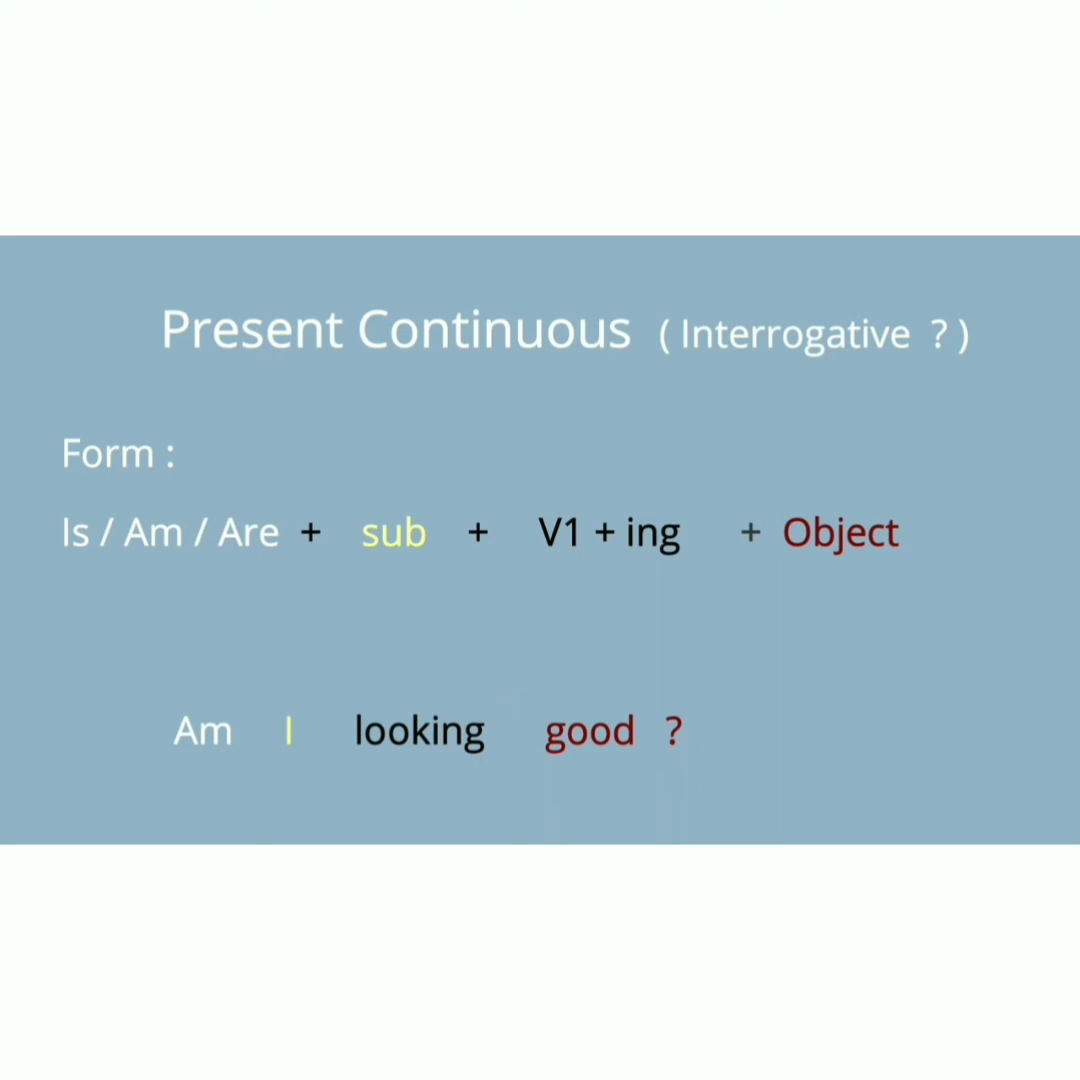 Present Continuous ( Interrogative ? )
Form :
Is / Am / Are + sub + V1 + ing + Object
Am I looking good ?